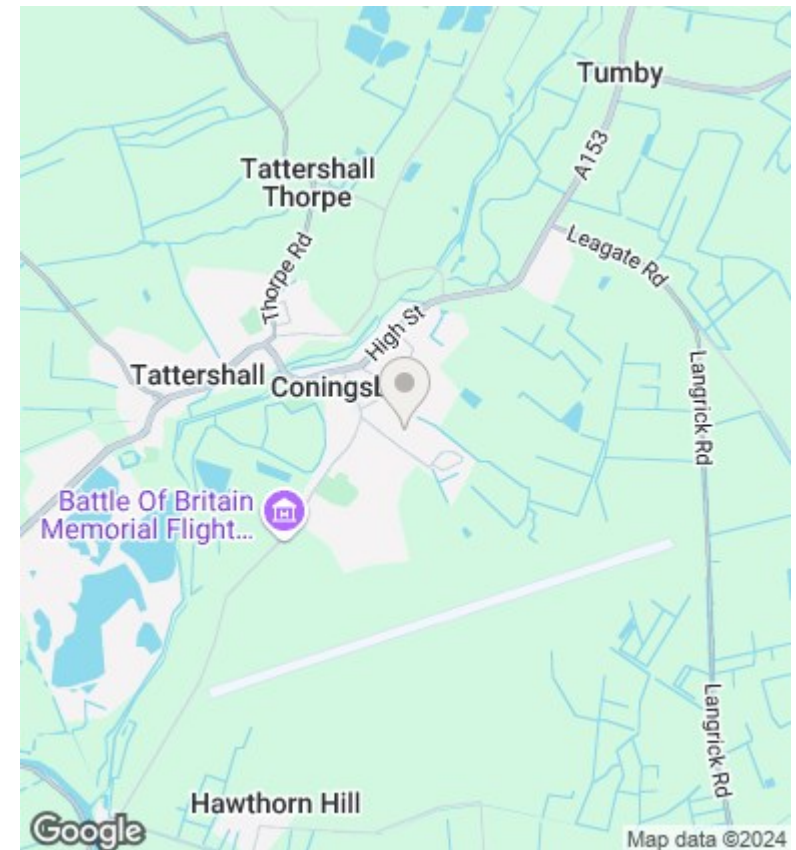 Tumby
A153
Tattershall
Thorpe
Thorpe Rd
Leagate Rd
High St
Tattershall
Langrick Rd
Battle Of Britain
Memorial Flight...
Langrick Rd
Hawthorn Hill
Google
Map data ©2024